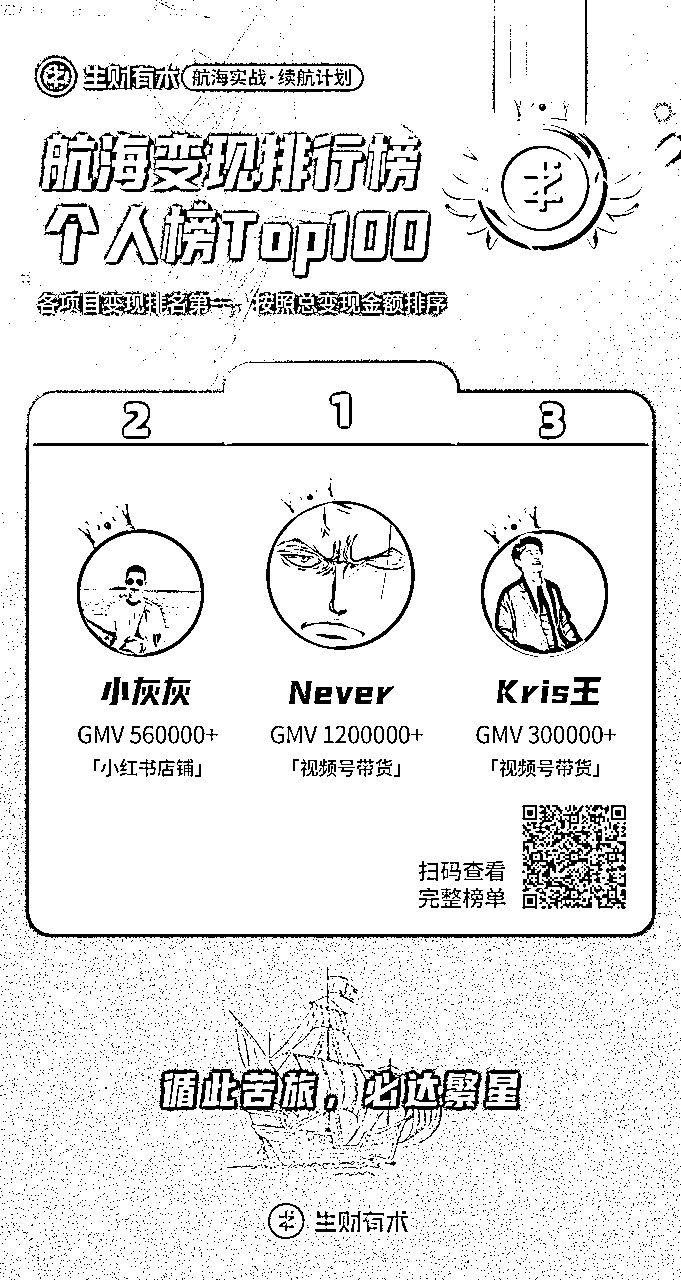 生财有术 航海实战·续航计划
航海变现排行榜
个人榜Top100
各项目变现排名第一，按照总变现金额排序
2 1 3
小灰灰 Never Kris王
GMV 560000+ GMV 1200000+ GMV 300000+
「小红书店铺」 「视频号带货」 「视频号带货」
扫码查看
完整榜单
循此苦旅，必达繁星
生财有术